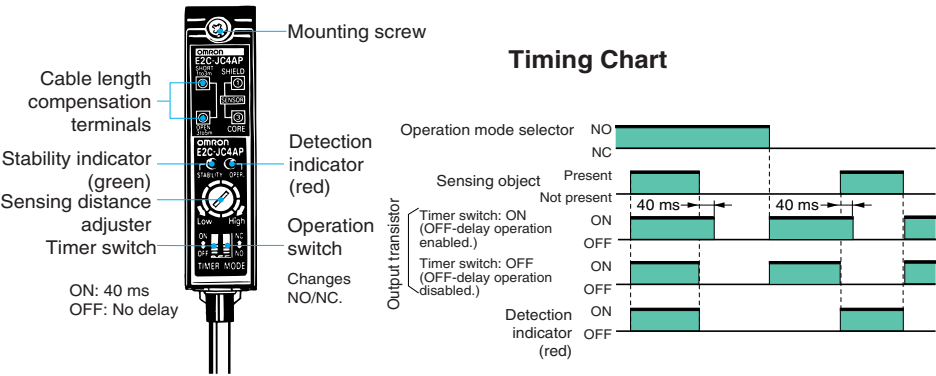 Mounting screw
Cable length
compensation
terminals
Stability indicator
(green)
Sensing distance
adjuster
Timer switch
ON: 40 ms
OFF: No delay
OMRON
E2C-JC4AP
SHORT
1to3m
SHIELD
1
SENSOR
OPEN
3to5m
3
CORE
OMRON
E2C-JC4AP
STABILITY OPER.
Low High
ON NC
OFF NO
TIMER MODE
Detection
indicator
(red)
Operation
switch
Changes
NO/NC.
Timing Chart
Operation mode selector
NO
NC
Sensing object
Present
Not present
40 ms
40 ms
Output transistor
Timer switch: ON
(OFF-delay operation
enabled.)
ON
OFF
Timer switch: OFF
(OFF-delay operation
disabled.)
ON
OFF
Detection
indicator
(red)
ON
OFF